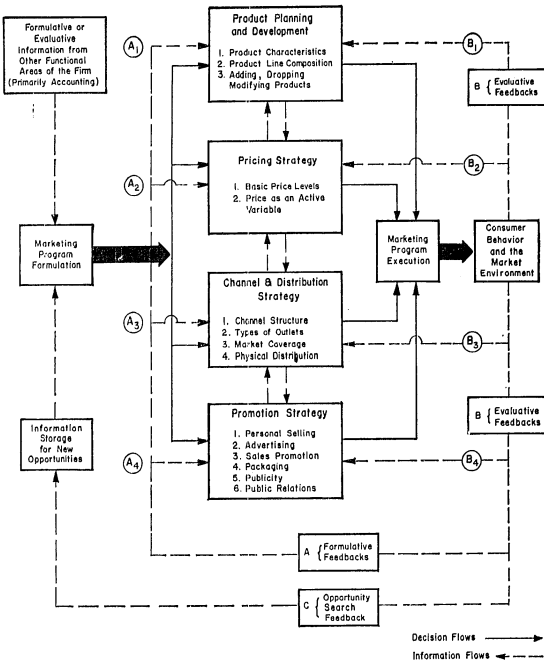 Formulative or
Evaluative
Information from
Other Functional
Areas of the Firm
(Primarily Accounting)
A1
Product Planning
and Development
1. Product Characteristics
2. Product Line Composition
3. Adding, Dropping
Modifying Products
B1
B { Evaluative
Feedbacks
Pricing Strategy
1. Basic Price Levels
2. Price as an Active
Variable
A2
B2
Marketing
Program
Formulation
Marketing
Program
Execution
Consumer
Behavior
and the
Market
Environment
Channel & Distribution
Strategy
1. Channel Structure
2. Types of Outlets
3. Market Coverage
4. Physical Distribution
A3
B3
Information
Storage
for New
Opportunities
Promotion Strategy
1. Personal Selling
2. Advertising
3. Sales Promotion
4. Packaging
5. Publicity
6. Public Relations
A4
B { Evaluative
Feedbacks
B4
A { Formulative
Feedbacks
C { Opportunity
Search
Feedback
Decision Flows
Information Flows